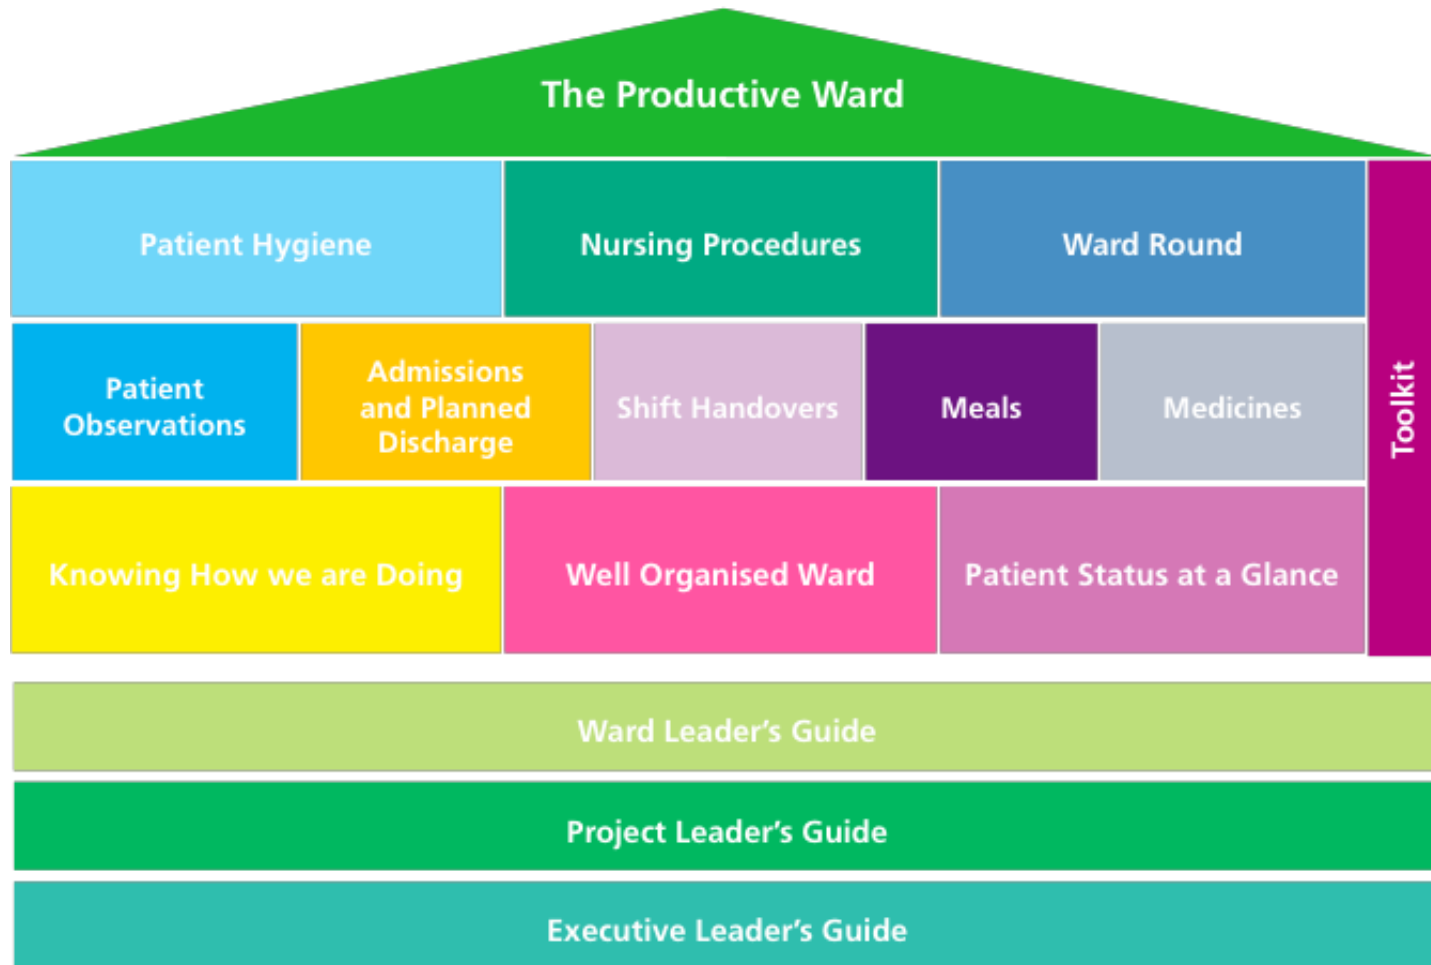 The Productive Ward
Patient Hygiene
Nursing Procedures
Ward Round
Patient
Observations
Admissions
and Planned
Discharge
Shift Handovers
Meals
Medicines
Toolkit
Knowing How we are Doing
Well Organised Ward
Patient Status at a Glance
Ward Leader’s Guide
Project Leader’s Guide
Executive Leader’s Guide